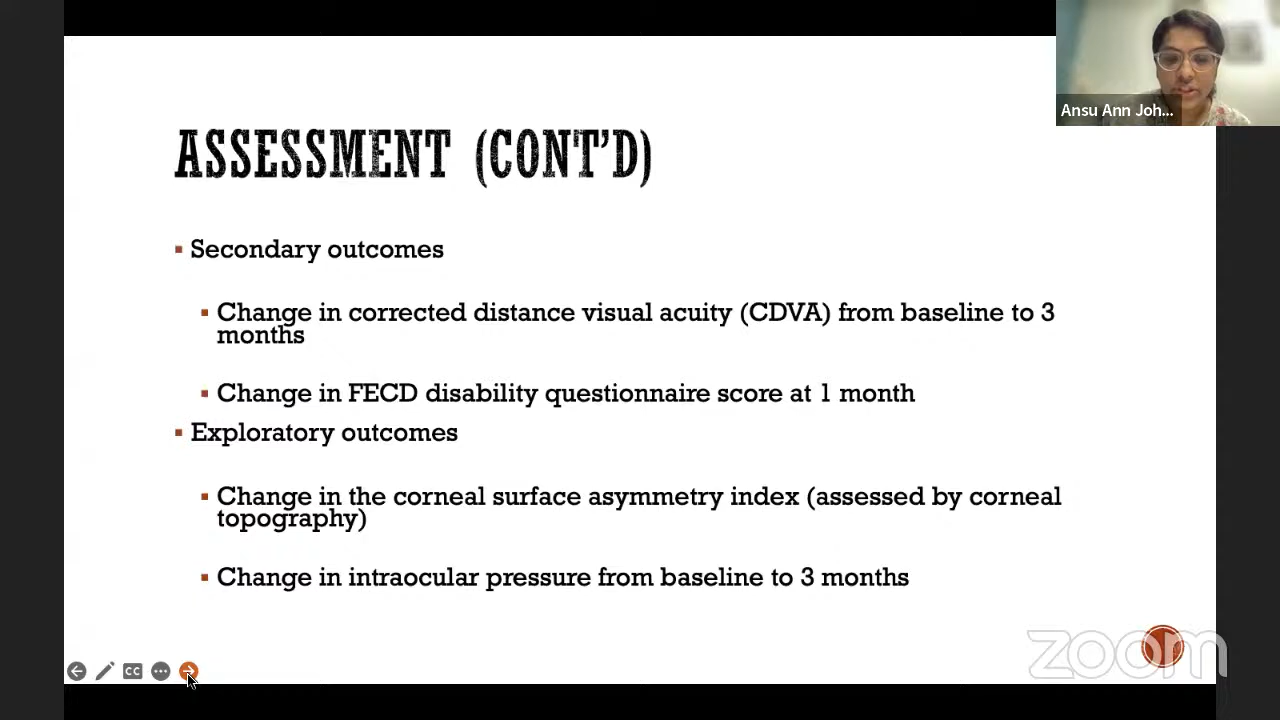 Ansu Ann Joh...
ASSESSMENT (CONT'D)
▪ Secondary outcomes
▪ Change in corrected distance visual acuity (CDVA) from baseline to 3
months
▪ Change in FECD disability questionnaire score at 1 month
▪ Exploratory outcomes
▪ Change in the corneal surface asymmetry index (assessed by corneal
topography)
▪ Change in intraocular pressure from baseline to 3 months
CC
zoom